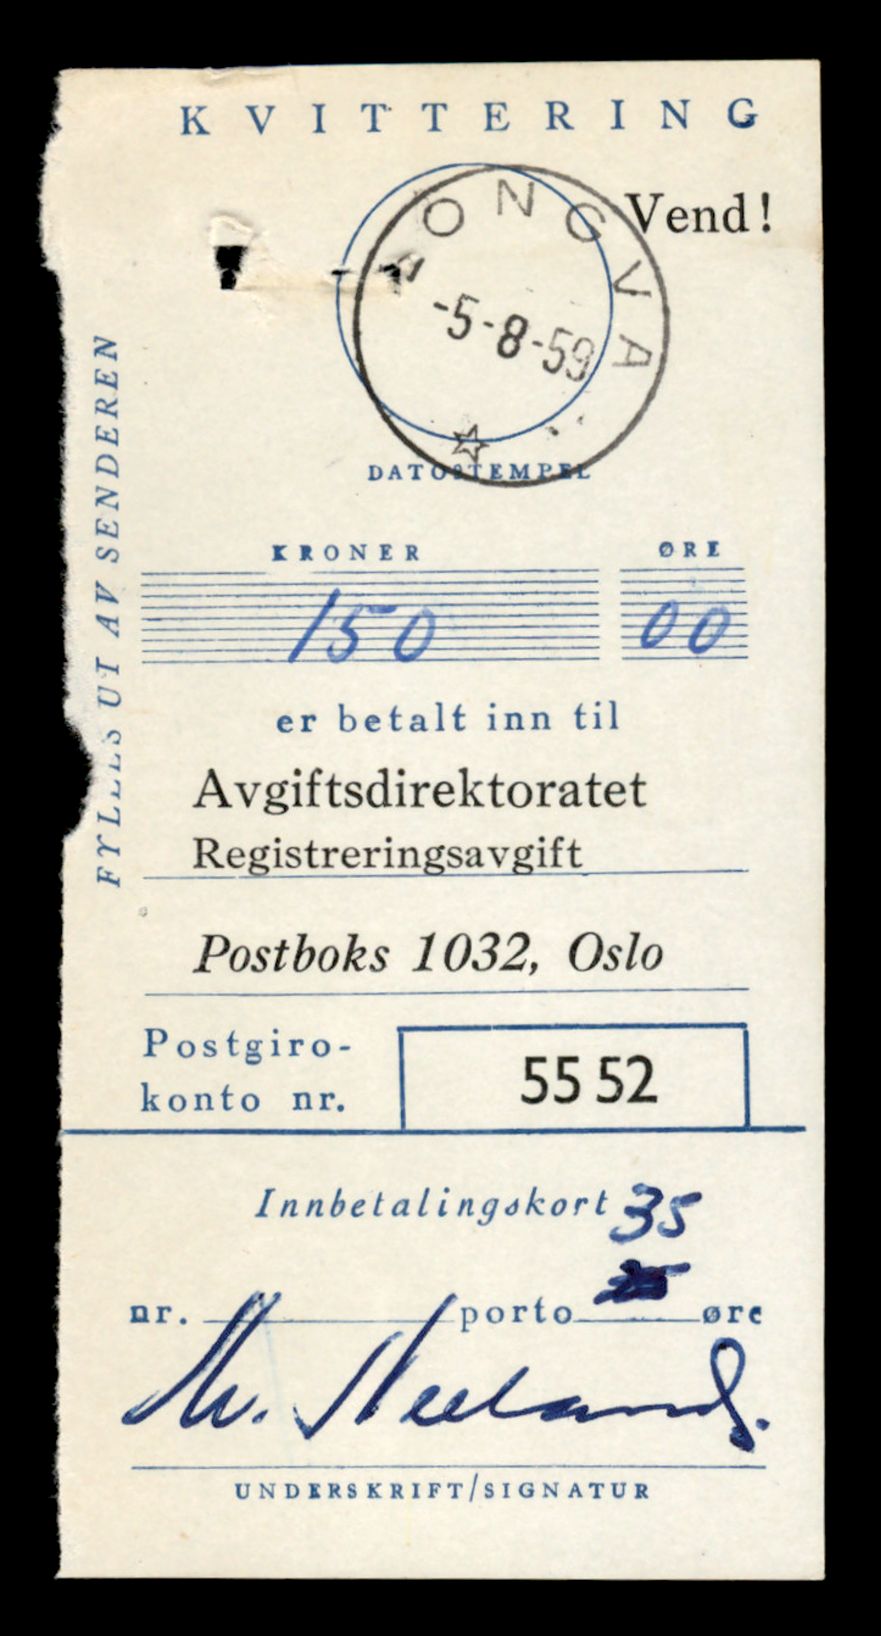 KVITTERING
Vend!
-5-8-59
DATOSTEMPEL
FYLLES UT AV SENDEREN
KRONER ØRE
150 00
er betalt inn til
Avgiftsdirektoratet
Registreringsavgift
Postboks 1032, Oslo
Postgiro-
konto nr.
55 52
Innbetalingskort 35
nr. porto øre
UNDERSKRIFT/SIGNATUR